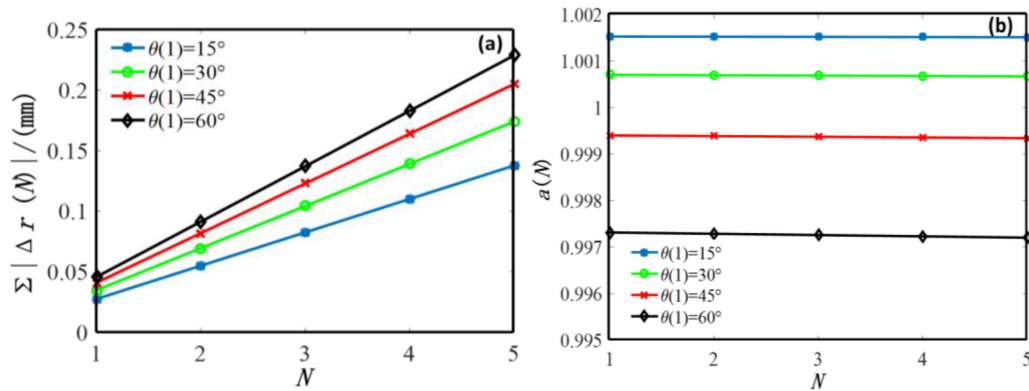 0.25
0.2
0.15
0.1
0.05
0
1 2 3 4 5
N
Σ|Δr(N)|/(mm)
(a)
θ(1)=15°
θ(1)=30°
θ(1)=45°
θ(1)=60°
1.002
1.001
1
0.999
0.998
0.997
0.996
0.995
1 2 3 4 5
N
a(N)
(b)
θ(1)=15°
θ(1)=30°
θ(1)=45°
θ(1)=60°